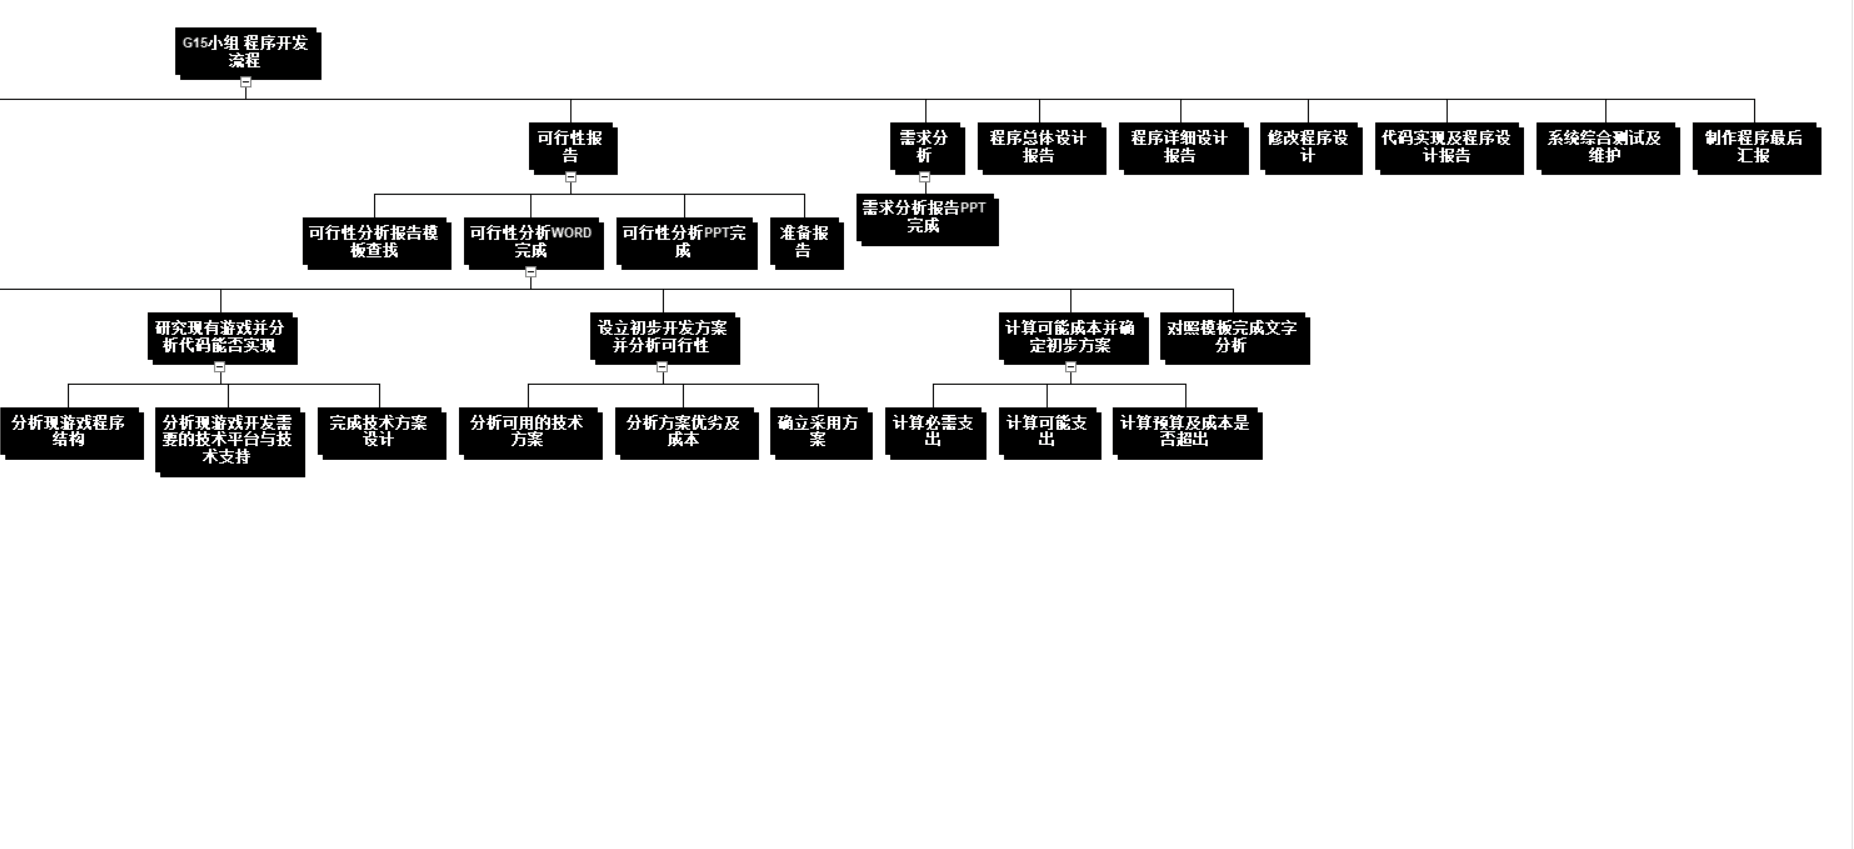 G15小组 程序开发
流程
可行性报
告
需求分
析
程序总体设计
报告
程序详细设计
报告
修改程序设
计
代码实现及程序设
计报告
系统综合测试及
维护
制作程序最后
汇报
可行性分析报告模
板查找
可行性分析WORD
完成
可行性分析PPT完
成
准备报
告
需求分析报告PPT
完成
研究现有游戏并分
析代码能否实现
设立初步开发方案
并分析可行性
计算可能成本并确
定初步方案
对照模板完成文字
分析
分析现游戏程序
结构
分析现游戏开发需
要的技术平台与技
术支持
完成技术方案
设计
分析可用的技术
方案
分析方案优劣及
成本
确立采用方
案
计算必需支
出
计算可能支
出
计算预算及成本是
否超出